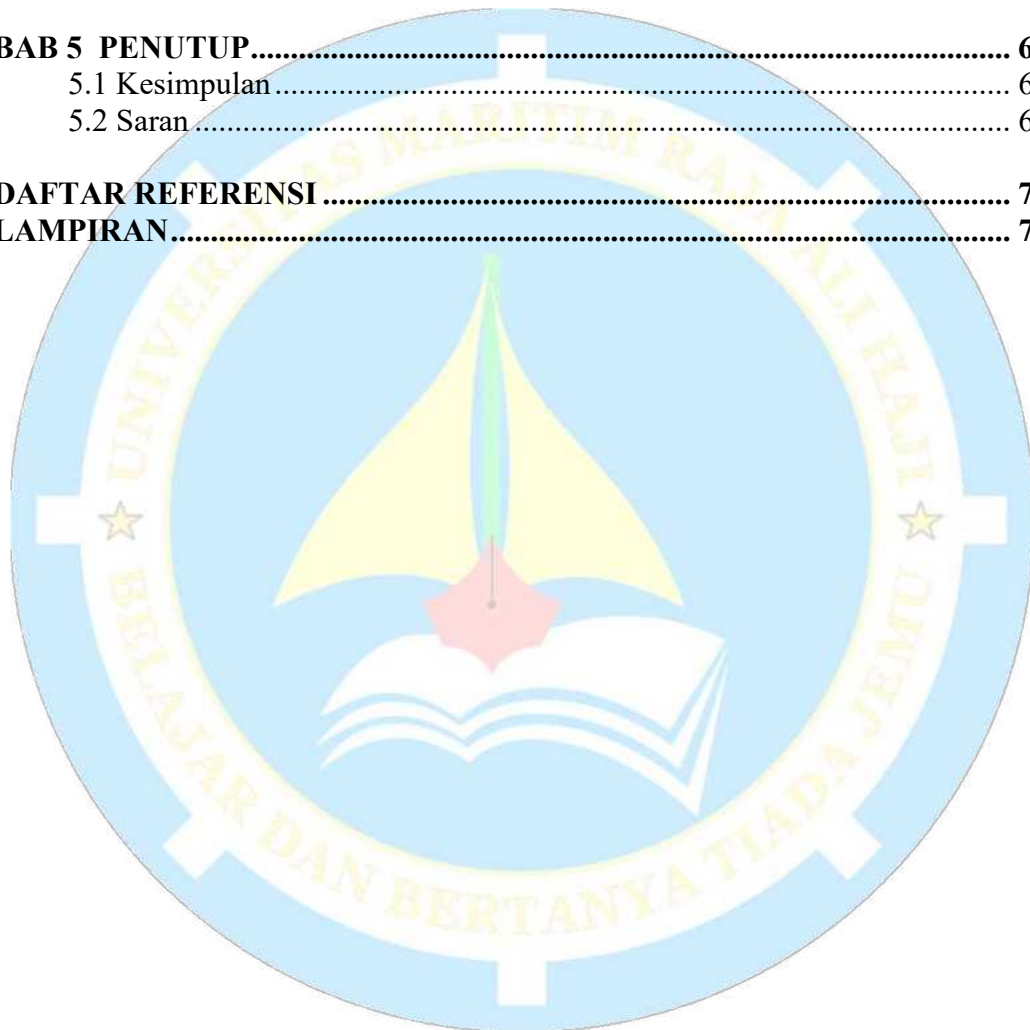 BAB 5 PENUTUP........................................................................................ 6
5.1 Kesimpulan........................................................................................ 6
5.2 Saran........................................................................................ 6
DAFTAR REFERENSI........................................................................................ 7
LAMPIRAN........................................................................................ 7
UNIVERSITAS MARITIM RAJA ALI HAJI
BELAJAR DAN BERTANYA TIADA JEMU